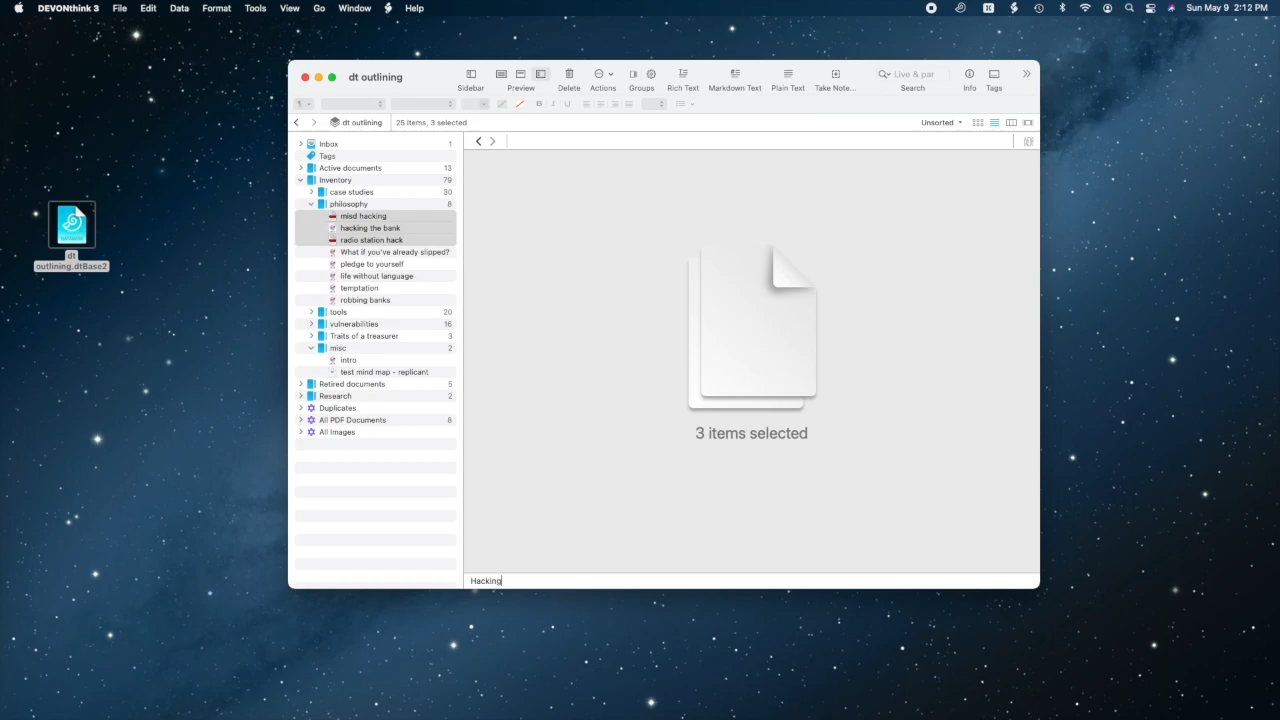 DEVONthink 3 File Edit Data Format Tools View Go Window Help Sun May 9 2:12 PM
dt outlining
Live & par
Sidebar Preview Delete Actions Groups Rich Text Markdown Text Plain Text Take Note... Search Info Tags
B I U
dt outlining 25 items, 3 selected Unsorted
Inbox 1
Tags
Active documents 13
Inventory 79
case studies 30
philosophy 8
misd hacking
hacking the bank
radio station hack
What if you've already slipped?
pledge to yourself
life without language
temptation
robbing banks
tools 20
vulnerabilities 16
Traits of a treasurer 3
misc 2
intro
test mind map - replicant
Retired documents 5
Research 2
Duplicates
All PDF Documents 8
All Images
3 items selected
Hacking
dt
outlining.dtBase2